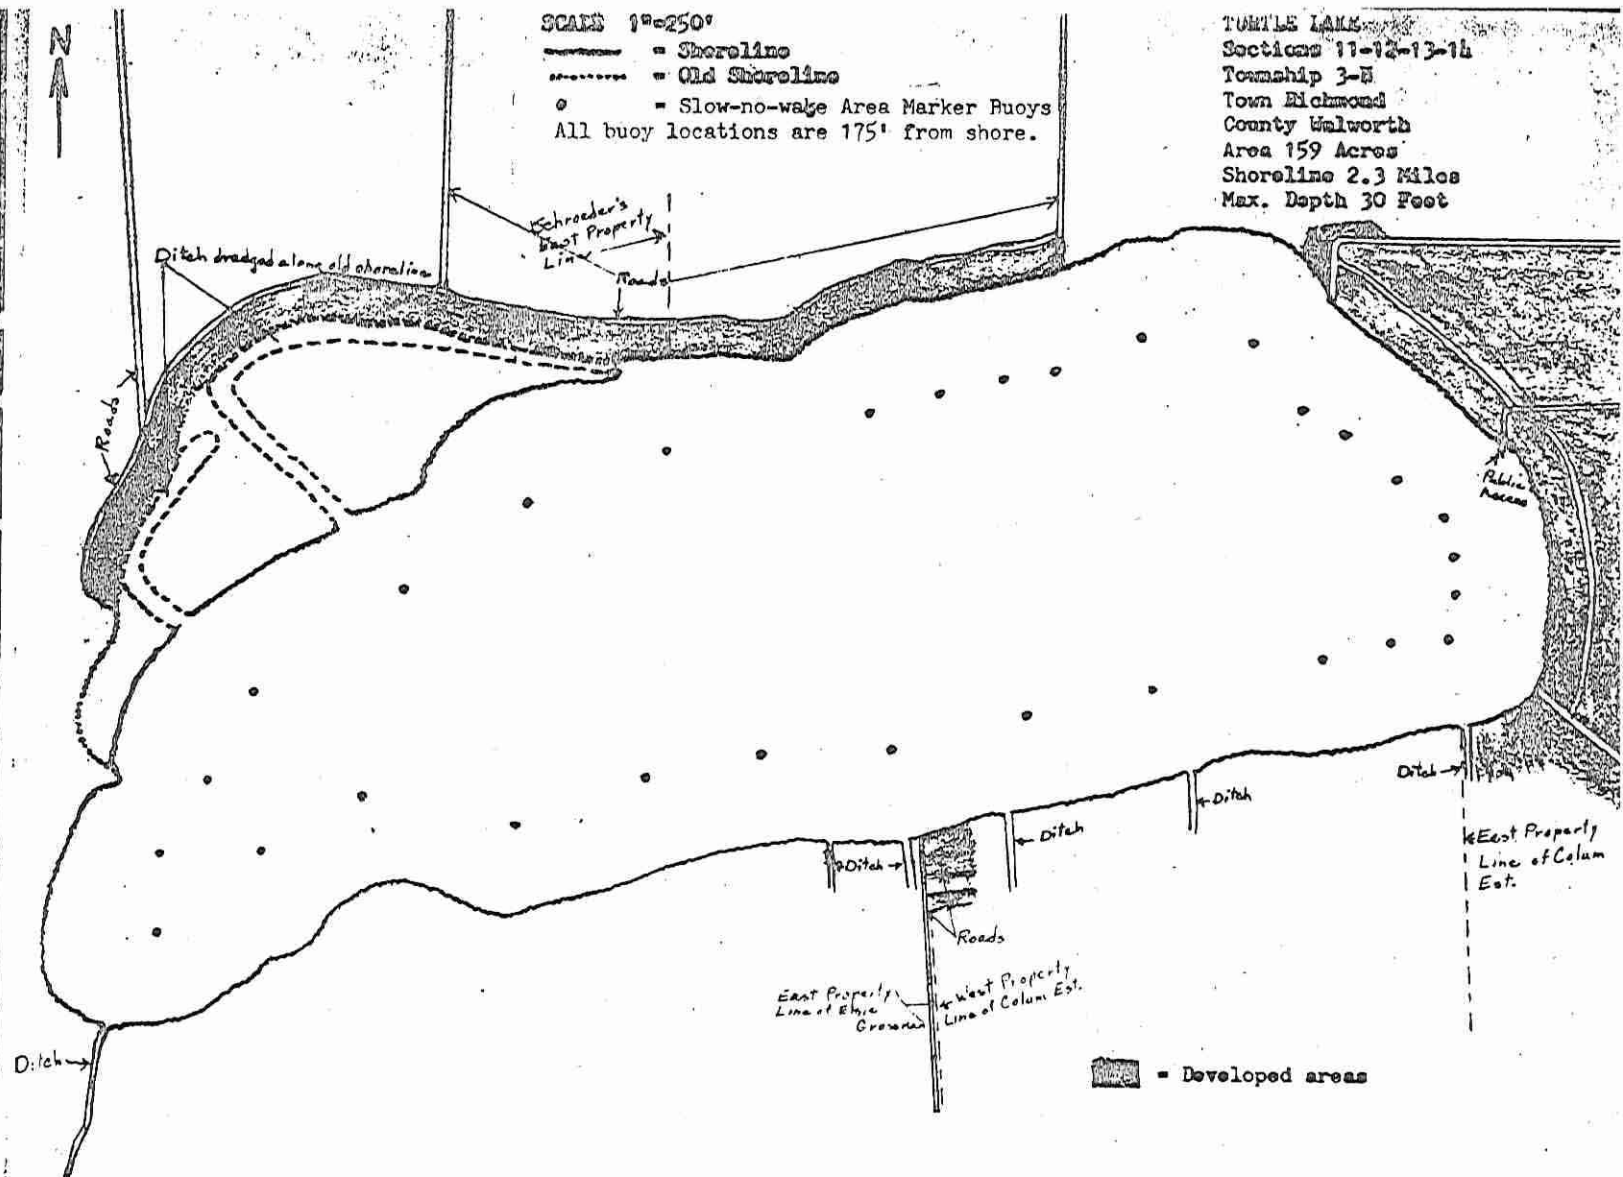 N
SCALE 1"=250'
= Shoreline
= Old Shoreline
= Slow-no-wake Area Marker Buoys
All buoy locations are 175' from shore.
TURTLE LAKE
Sections 11-12-13-14
Township 3-N
Town Richmond
County Walworth
Area 159 Acres
Shoreline 2.3 Miles
Max. Depth 30 Feet
Schroeder's
East Property
Line
Roads
Ditch dredged along old shoreline
Roads
Public
Access
Ditch
East Property
Line of Colum
Est.
Ditch
Ditch
Ditch
Roads
East Property
Line of Elsie
Grossman
West Property
Line of Colum Est.
Ditch
= Developed areas